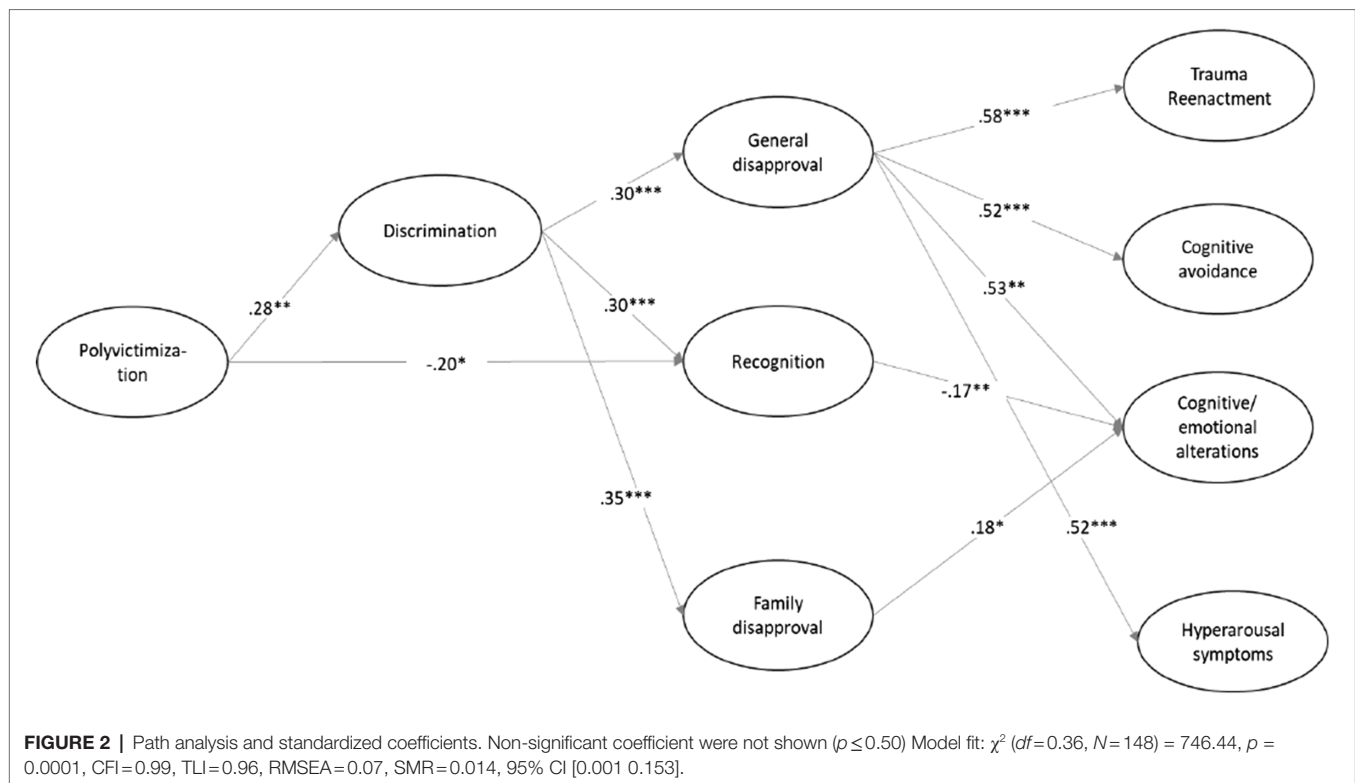 Trauma
Reenactment
General
disapproval
.58***
.30***
Discrimination
.52***
Cognitive
avoidance
.28**
.30***
.53**
Polyvictimiza-
tion
-.20*
Recognition
-.17**
Cognitive/
emotional
alterations
.35***
.18*
.52***
Family
disapproval
Hyperarousal
symptoms
FIGURE 2 | Path analysis and standardized coefficients. Non-significant coefficient were not shown (p ≤ 0.50) Model fit: χ² (df = 0.36, N = 148) = 746.44, p =
0.0001, CFI = 0.99, TLI = 0.96, RMSEA = 0.07, SMR = 0.014, 95% CI [0.001 0.153].